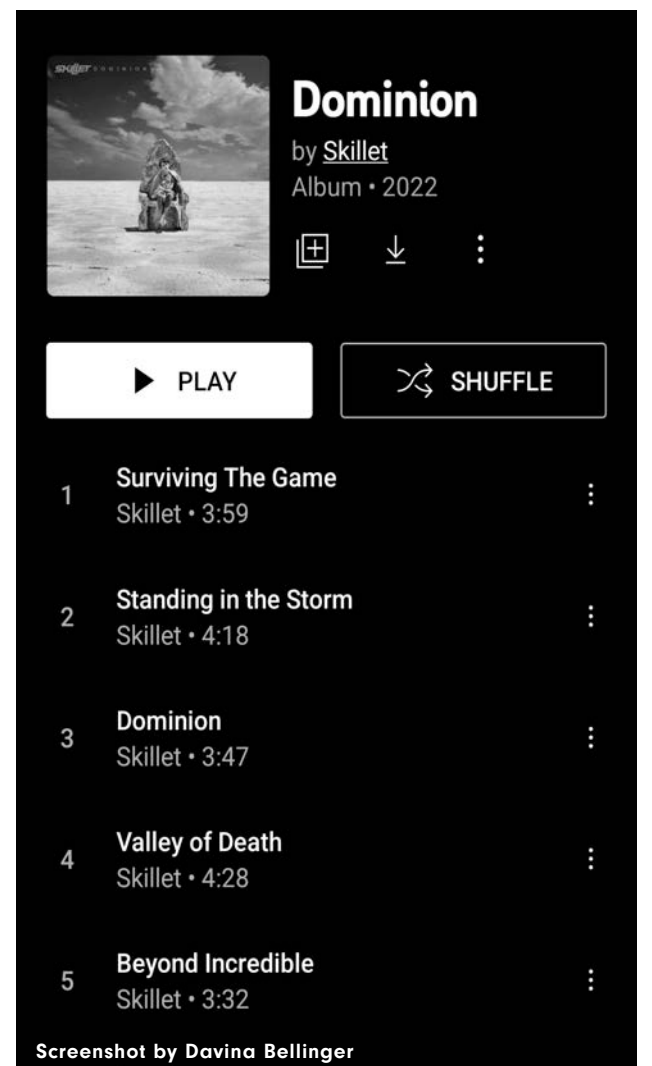 SKILLET DOMINION
Dominion
by Skillet
Album • 2022
PLAY
SHUFFLE
1
Surviving The Game
Skillet • 3:59
2
Standing in the Storm
Skillet • 4:18
3
Dominion
Skillet • 3:47
4
Valley of Death
Skillet • 4:28
5
Beyond Incredible
Skillet • 3:32
Screenshot by Davina Bellinger